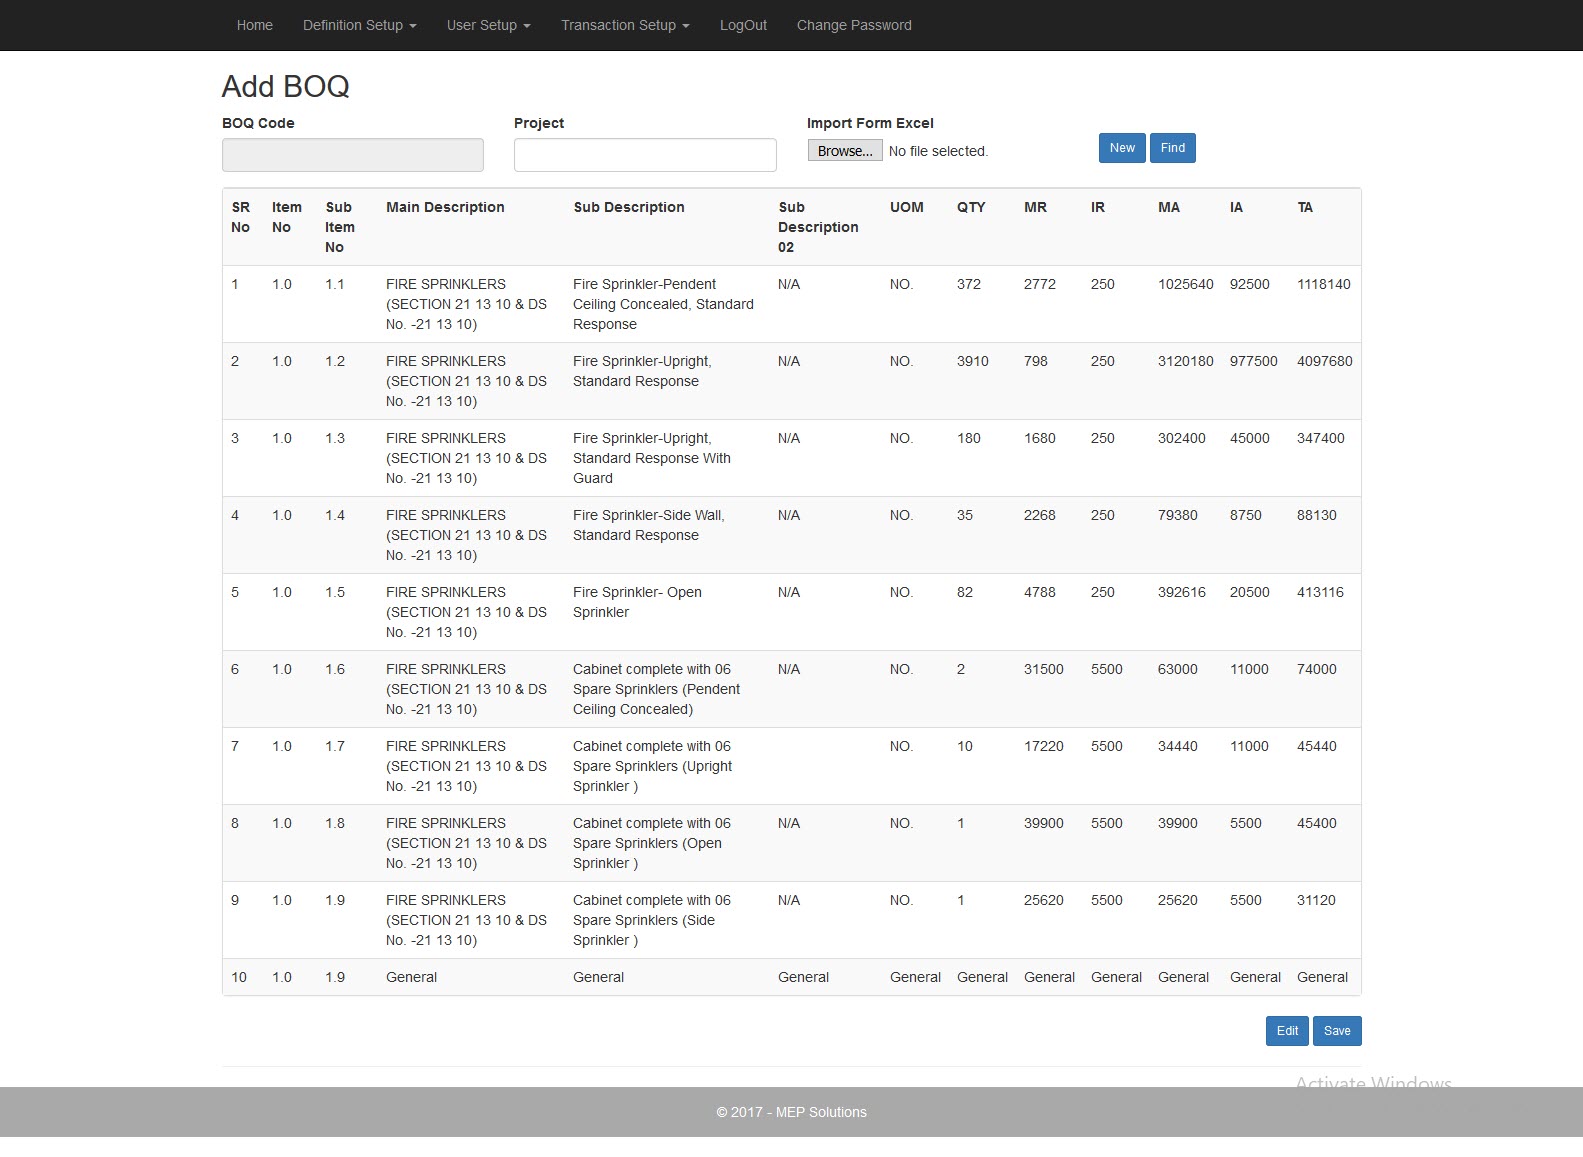 Home Definition Setup User Setup Transaction Setup LogOut Change Password
Add BOQ
BOQ Code Project Import Form Excel
Browse... No file selected. New Find
SR No Item No Sub Item No Main Description Sub Description Sub Description 02 UOM QTY MR IR MA IA TA
1 1.0 1.1 FIRE SPRINKLERS (SECTION 21 13 10 & DS No. -21 13 10) Fire Sprinkler-Pendent Ceiling Concealed, Standard Response N/A NO. 372 2772 250 1025640 92500 1118140
2 1.0 1.2 FIRE SPRINKLERS (SECTION 21 13 10 & DS No. -21 13 10) Fire Sprinkler-Upright, Standard Response N/A NO. 3910 798 250 3120180 977500 4097680
3 1.0 1.3 FIRE SPRINKLERS (SECTION 21 13 10 & DS No. -21 13 10) Fire Sprinkler-Upright, Standard Response With Guard N/A NO. 180 1680 250 302400 45000 347400
4 1.0 1.4 FIRE SPRINKLERS (SECTION 21 13 10 & DS No. -21 13 10) Fire Sprinkler-Side Wall, Standard Response N/A NO. 35 2268 250 79380 8750 88130
5 1.0 1.5 FIRE SPRINKLERS (SECTION 21 13 10 & DS No. -21 13 10) Fire Sprinkler- Open Sprinkler N/A NO. 82 4788 250 392616 20500 413116
6 1.0 1.6 FIRE SPRINKLERS (SECTION 21 13 10 & DS No. -21 13 10) Cabinet complete with 06 Spare Sprinklers (Pendent Ceiling Concealed) N/A NO. 2 31500 5500 63000 11000 74000
7 1.0 1.7 FIRE SPRINKLERS (SECTION 21 13 10 & DS No. -21 13 10) Cabinet complete with 06 Spare Sprinklers (Upright Sprinkler ) NO. 10 17220 5500 34440 11000 45440
8 1.0 1.8 FIRE SPRINKLERS (SECTION 21 13 10 & DS No. -21 13 10) Cabinet complete with 06 Spare Sprinklers (Open Sprinkler ) N/A NO. 1 39900 5500 39900 5500 45400
9 1.0 1.9 FIRE SPRINKLERS (SECTION 21 13 10 & DS No. -21 13 10) Cabinet complete with 06 Spare Sprinklers (Side Sprinkler ) N/A NO. 1 25620 5500 25620 5500 31120
10 1.0 1.9 General General General General General General General General General General
Edit Save
Activate Windows
© 2017 - MEP Solutions